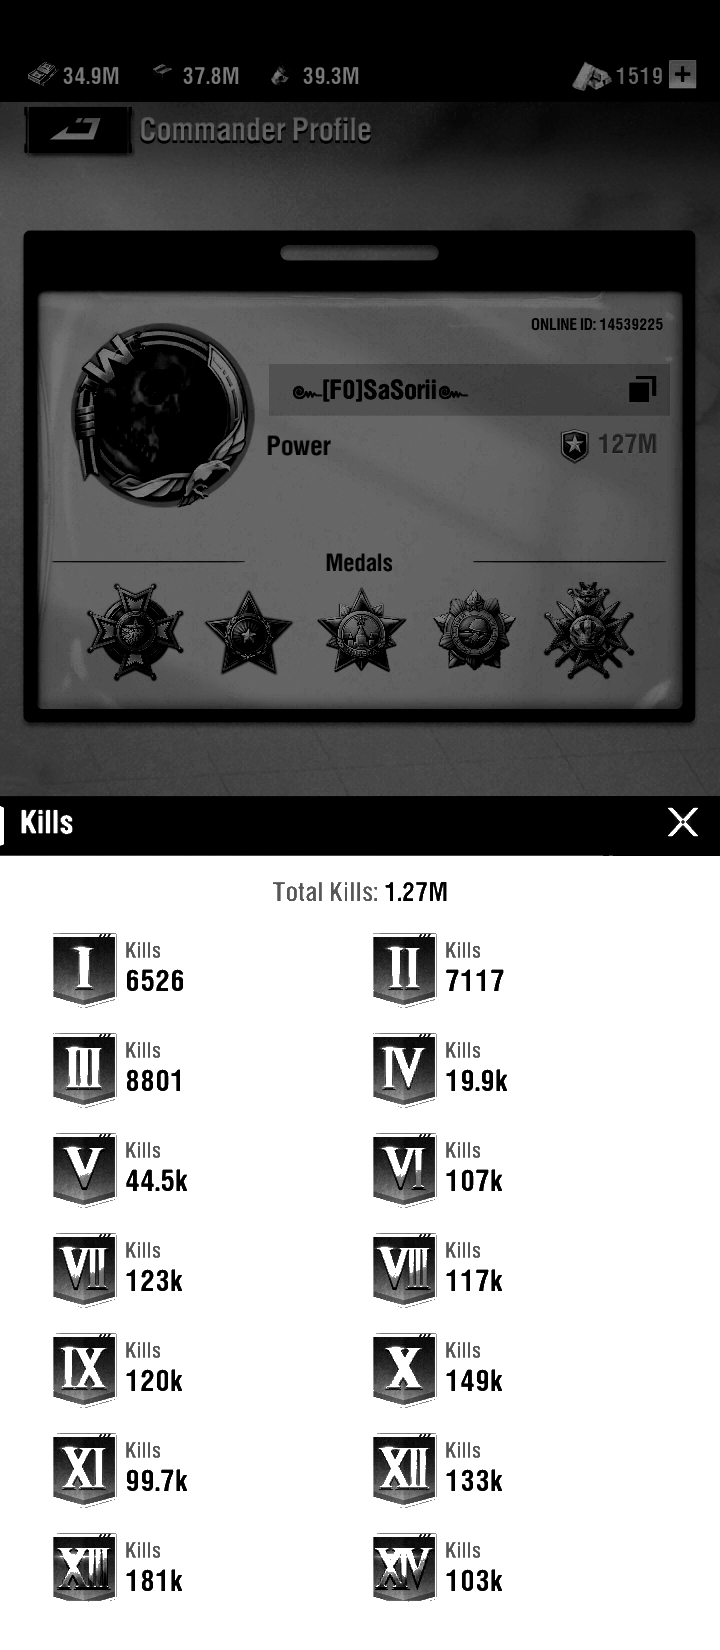 34.9M 37.8M 39.3M 1519 +
Commander Profile
ONLINE ID: 14539225
W
[F0]SaSorii
Power 127M
Medals
Kills
Total Kills: 1.27M
I Kills 6526
II Kills 7117
III Kills 8801
IV Kills 19.9k
V Kills 44.5k
VI Kills 107k
VII Kills 123k
VIII Kills 117k
IX Kills 120k
X Kills 149k
XI Kills 99.7k
XII Kills 133k
XIII Kills 181k
XIV Kills 103k